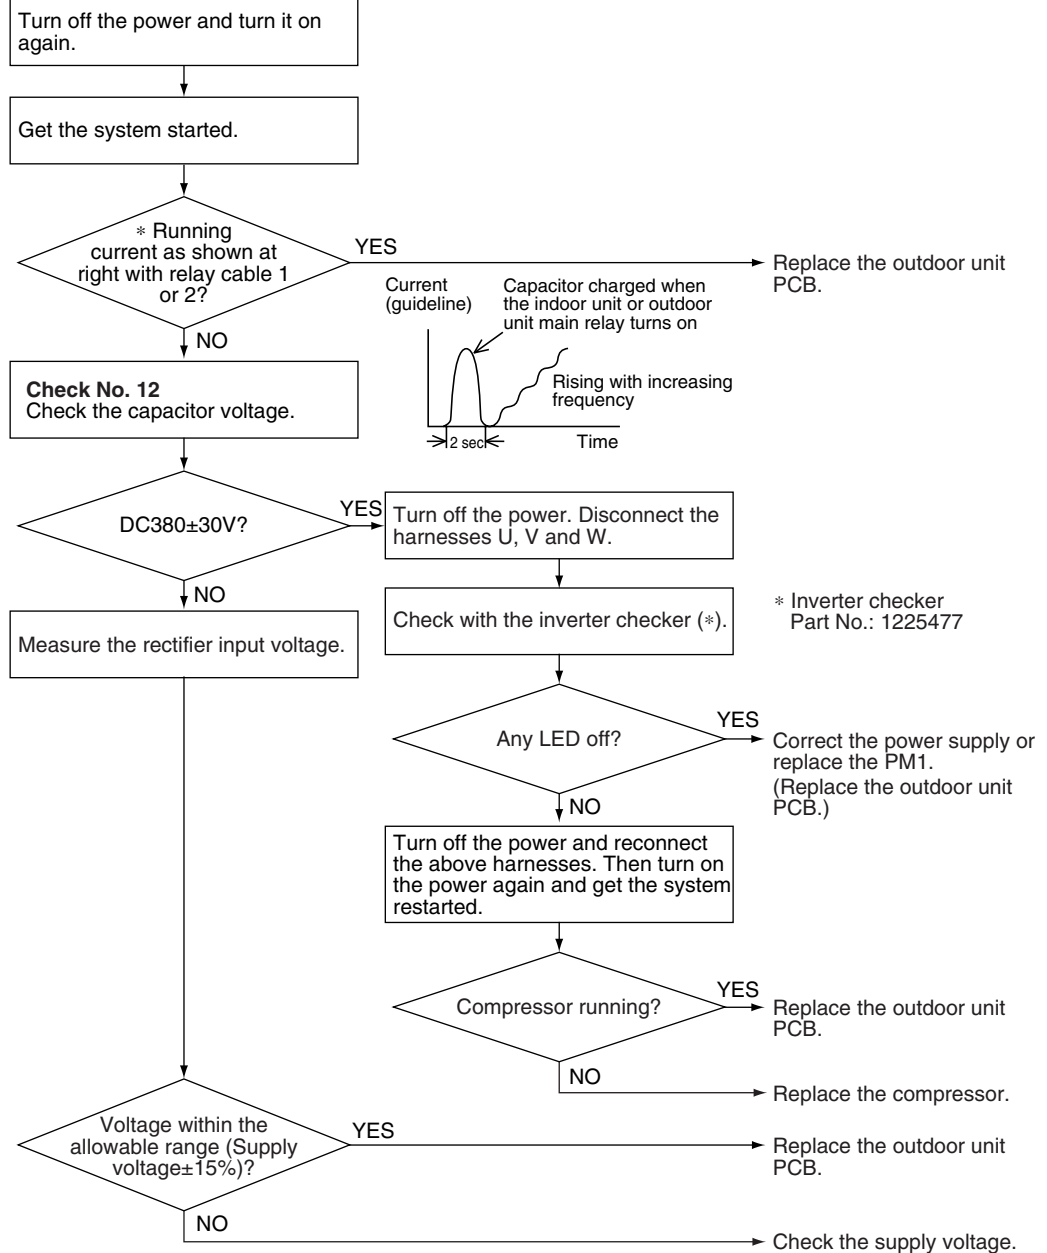 Turn off the power and turn it on
again.
Get the system started.
* Running
current as shown at
right with relay cable 1
or 2?
YES
Replace the outdoor unit
PCB.
NO
Current
(guideline)
Capacitor charged when
the indoor unit or outdoor
unit main relay turns on
Rising with increasing
frequency
2 sec
Time
Check No. 12
Check the capacitor voltage.
DC380±30V?
YES
Turn off the power. Disconnect the
harnesses U, V and W.
NO
Measure the rectifier input voltage.
Check with the inverter checker (*).
* Inverter checker
Part No.: 1225477
Any LED off?
YES
Correct the power supply or
replace the PM1.
(Replace the outdoor unit
PCB.)
NO
Turn off the power and reconnect
the above harnesses. Then turn on
the power again and get the system
restarted.
Compressor running?
YES
Replace the outdoor unit
PCB.
NO
Replace the compressor.
Voltage within the
allowable range (Supply
voltage±15%)?
YES
Replace the outdoor unit
PCB.
NO
Check the supply voltage.